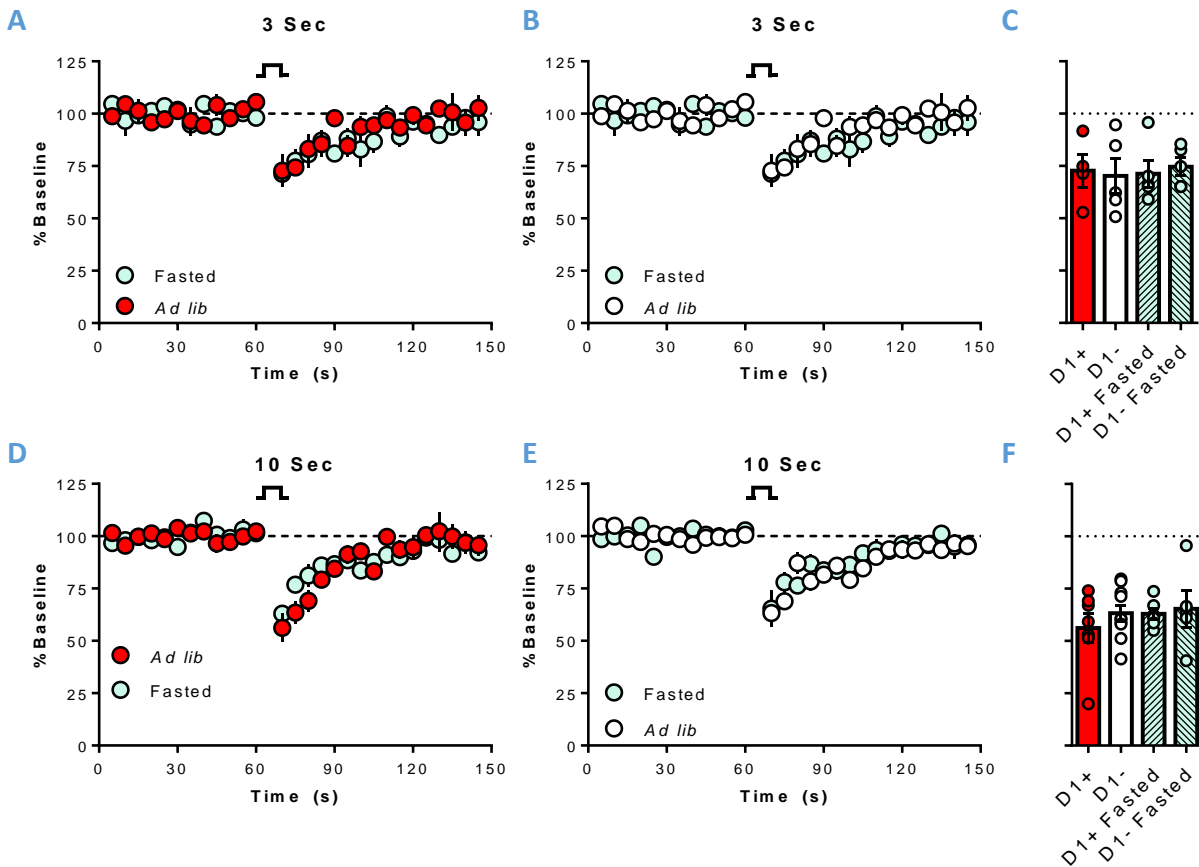 A
3 Sec
125
100
75
50
25
0
%Baseline
Fasted
Ad lib
0 30 60 90 120 150
Time (s)
B
3 Sec
125
100
75
50
25
0
%Baseline
Fasted
Ad lib
0 30 60 90 120 150
Time (s)
C
D1+
D1-
D1+ Fasted
D1- Fasted
D
10 Sec
125
100
75
50
25
0
%Baseline
Ad lib
Fasted
0 30 60 90 120 150
Time (s)
E
10 Sec
125
100
75
50
25
0
%Baseline
Fasted
Ad lib
0 30 60 90 120 150
Time (s)
F
D1+
D1-
D1+ Fasted
D1- Fasted